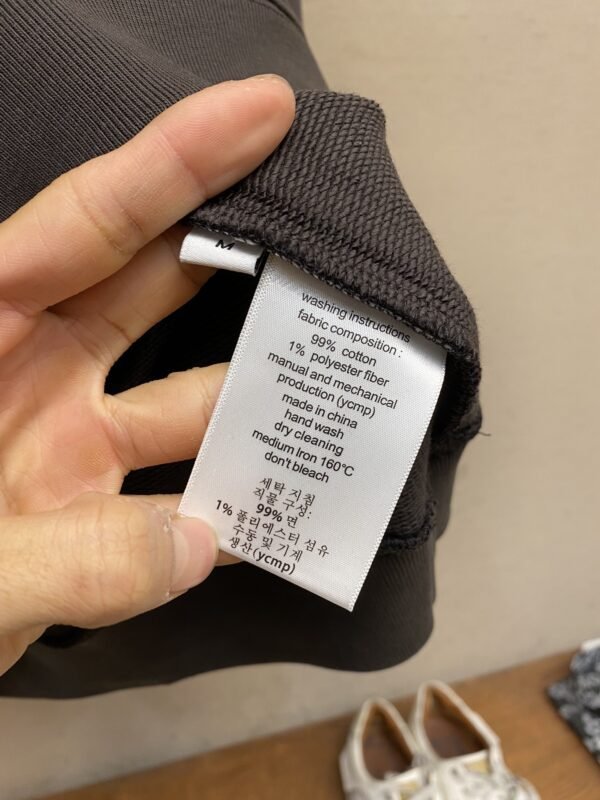 M
washing instructions
fabric composition :
99% cotton
1% polyester fiber
manual and mechanical
production (ycmp)
made in china
hand wash
dry cleaning
medium Iron 160℃
don't bleach
세탁 지침
직물 구성:
99% 면
1% 폴리에스터 섬유
수동 및 기계
생산(ycmp)